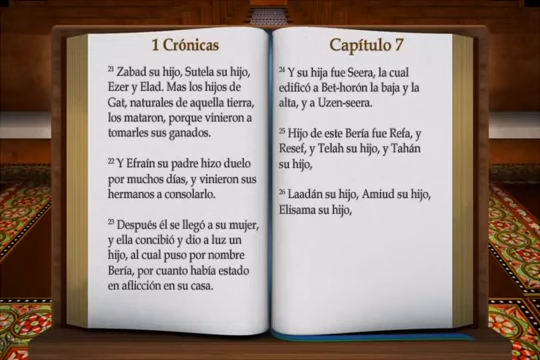 1 Crónicas
21 Zabad su hijo, Sutela su hijo,
Ezer y Elad. Mas los hijos de
Gat, naturales de aquella tierra,
los mataron, porque vinieron a
tomarles sus ganados.
22 Y Efraín su padre hizo duelo
por muchos días, y vinieron sus
hermanos a consolarlo.
23 Después él se llegó a su mujer,
y ella concibió y dio a luz un
hijo, al cual puso por nombre
Bería, por cuanto había estado
en aflicción en su casa.
Capítulo 7
24 Y su hija fue Seera, la cual
edificó a Bet-horón la baja y la
alta, y a Uzen-seera.
25 Hijo de este Bería fue Refa, y
Resef, y Telah su hijo, y Tahán
su hijo,
26 Laadán su hijo, Amiud su hijo,
Elisama su hijo,